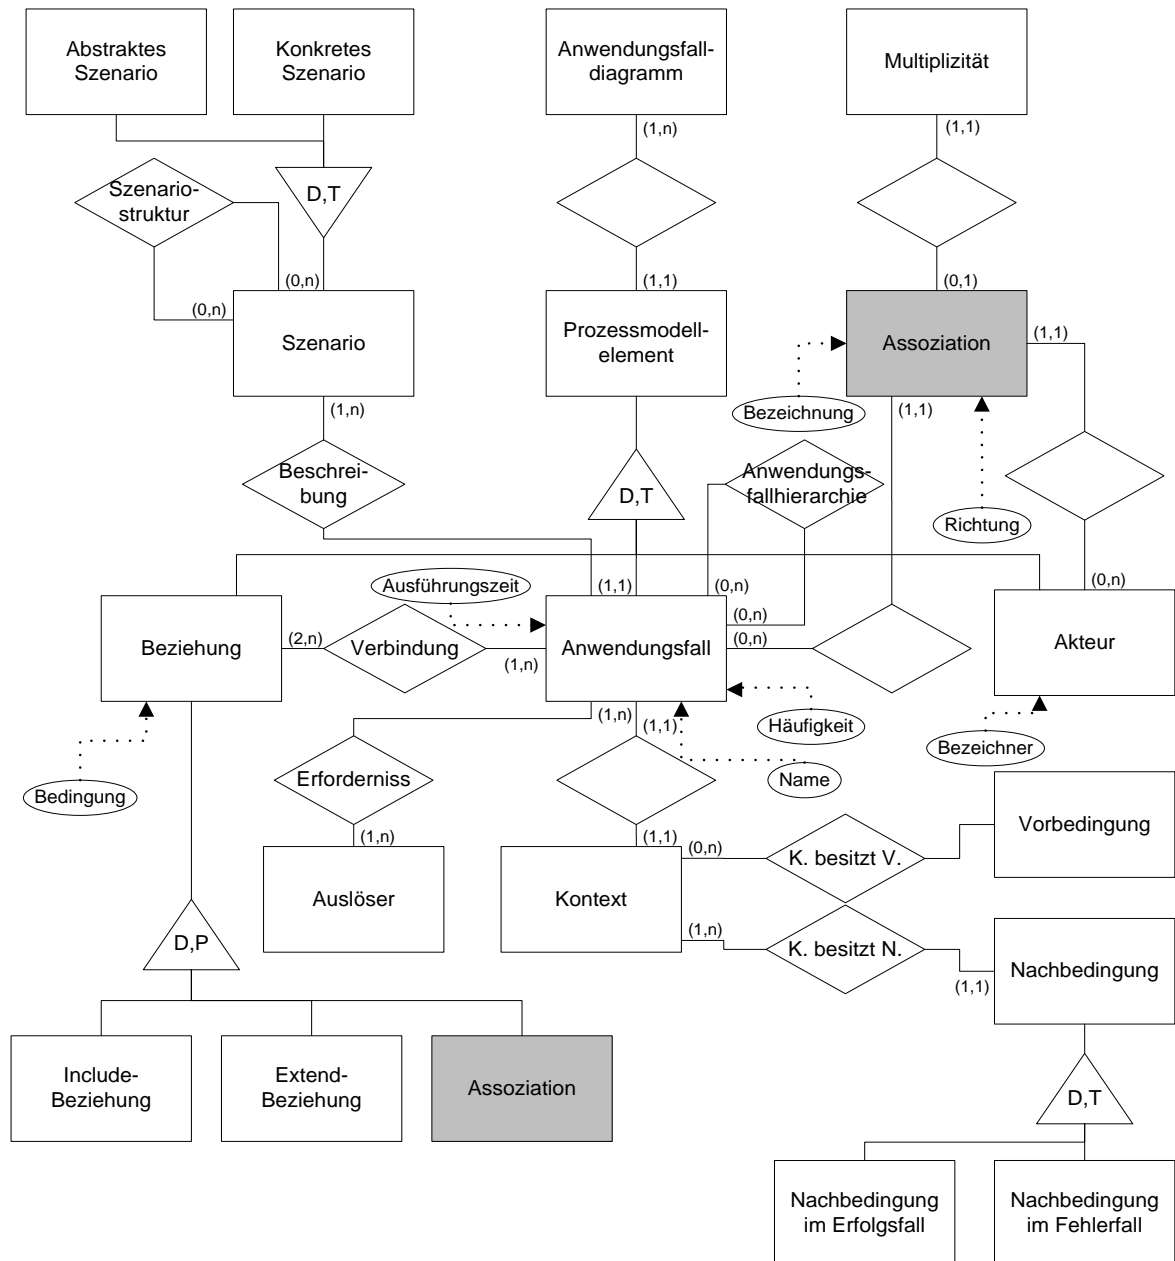 Abstraktes
Szenario
Konkretes
Szenario
Anwendungsfall-
diagramm
Multiplizität
(1,n)
(1,1)
Szenario-
struktur
D,T
(0,n)
(0,n)
(1,1)
(0,1)
Szenario
Prozessmodell-
element
Assoziation
(1,1)
(1,n)
Bezeichnung
(1,1)
Beschrei-
bung
D,T
Anwendungs-
fallhierarchie
Richtung
Ausführungszeit
(1,1)
(0,n)
(0,n)
Beziehung
(2,n)
Verbindung
(1,n)
Anwendungsfall
(0,n)
(0,n)
Akteur
(1,n)
(1,1)
Häufigkeit
Bezeichner
Bedingung
Erforderniss
Name
(1,n)
(1,1)
(0,n)
K. besitzt V.
Vorbedingung
Auslöser
Kontext
D,P
(1,n)
K. besitzt N.
(1,1)
Nachbedingung
Include-
Beziehung
Extend-
Beziehung
Assoziation
D,T
Nachbedingung
im Erfolgsfall
Nachbedingung
im Fehlerfall